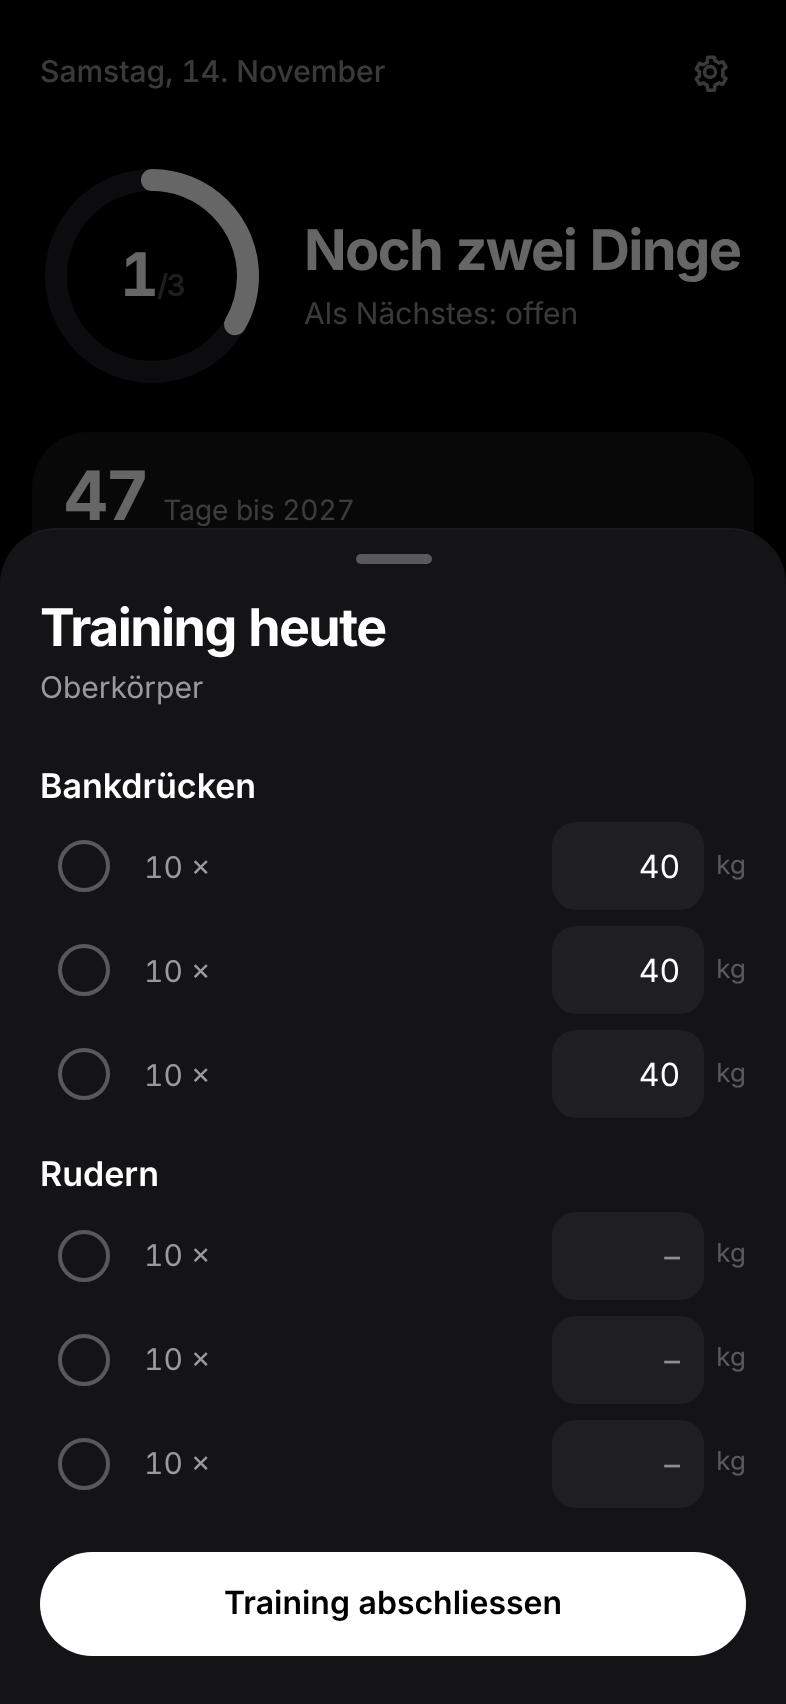 Samstag, 14. November
1/3
Noch zwei Dinge
Als Nächstes: offen
47 Tage bis 2027
Training heute
Oberkörper
Bankdrücken
10 × 40 kg
10 × 40 kg
10 × 40 kg
Rudern
10 × – kg
10 × – kg
10 × – kg
Training abschliessen